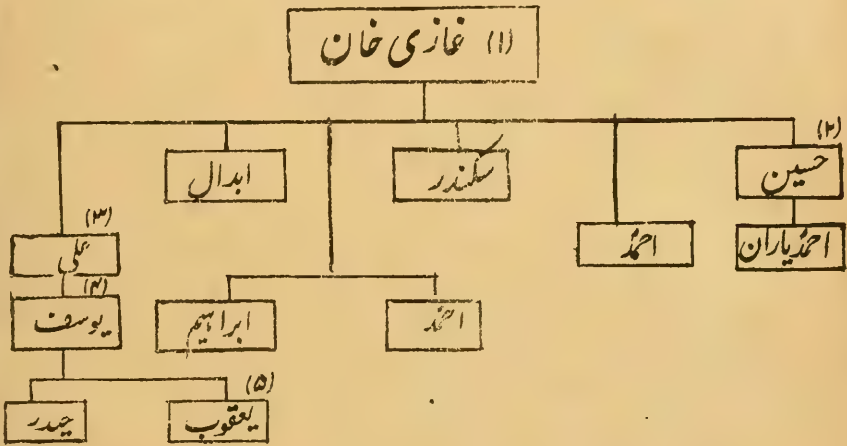 (۱) غازی خان
(۲)
حسین
سکندر
ابدال
احمد
احمد یاران
(۳)
علی
(۴)
یوسف
احمد
ابراہیم
(۵)
یعقوب
حیدر